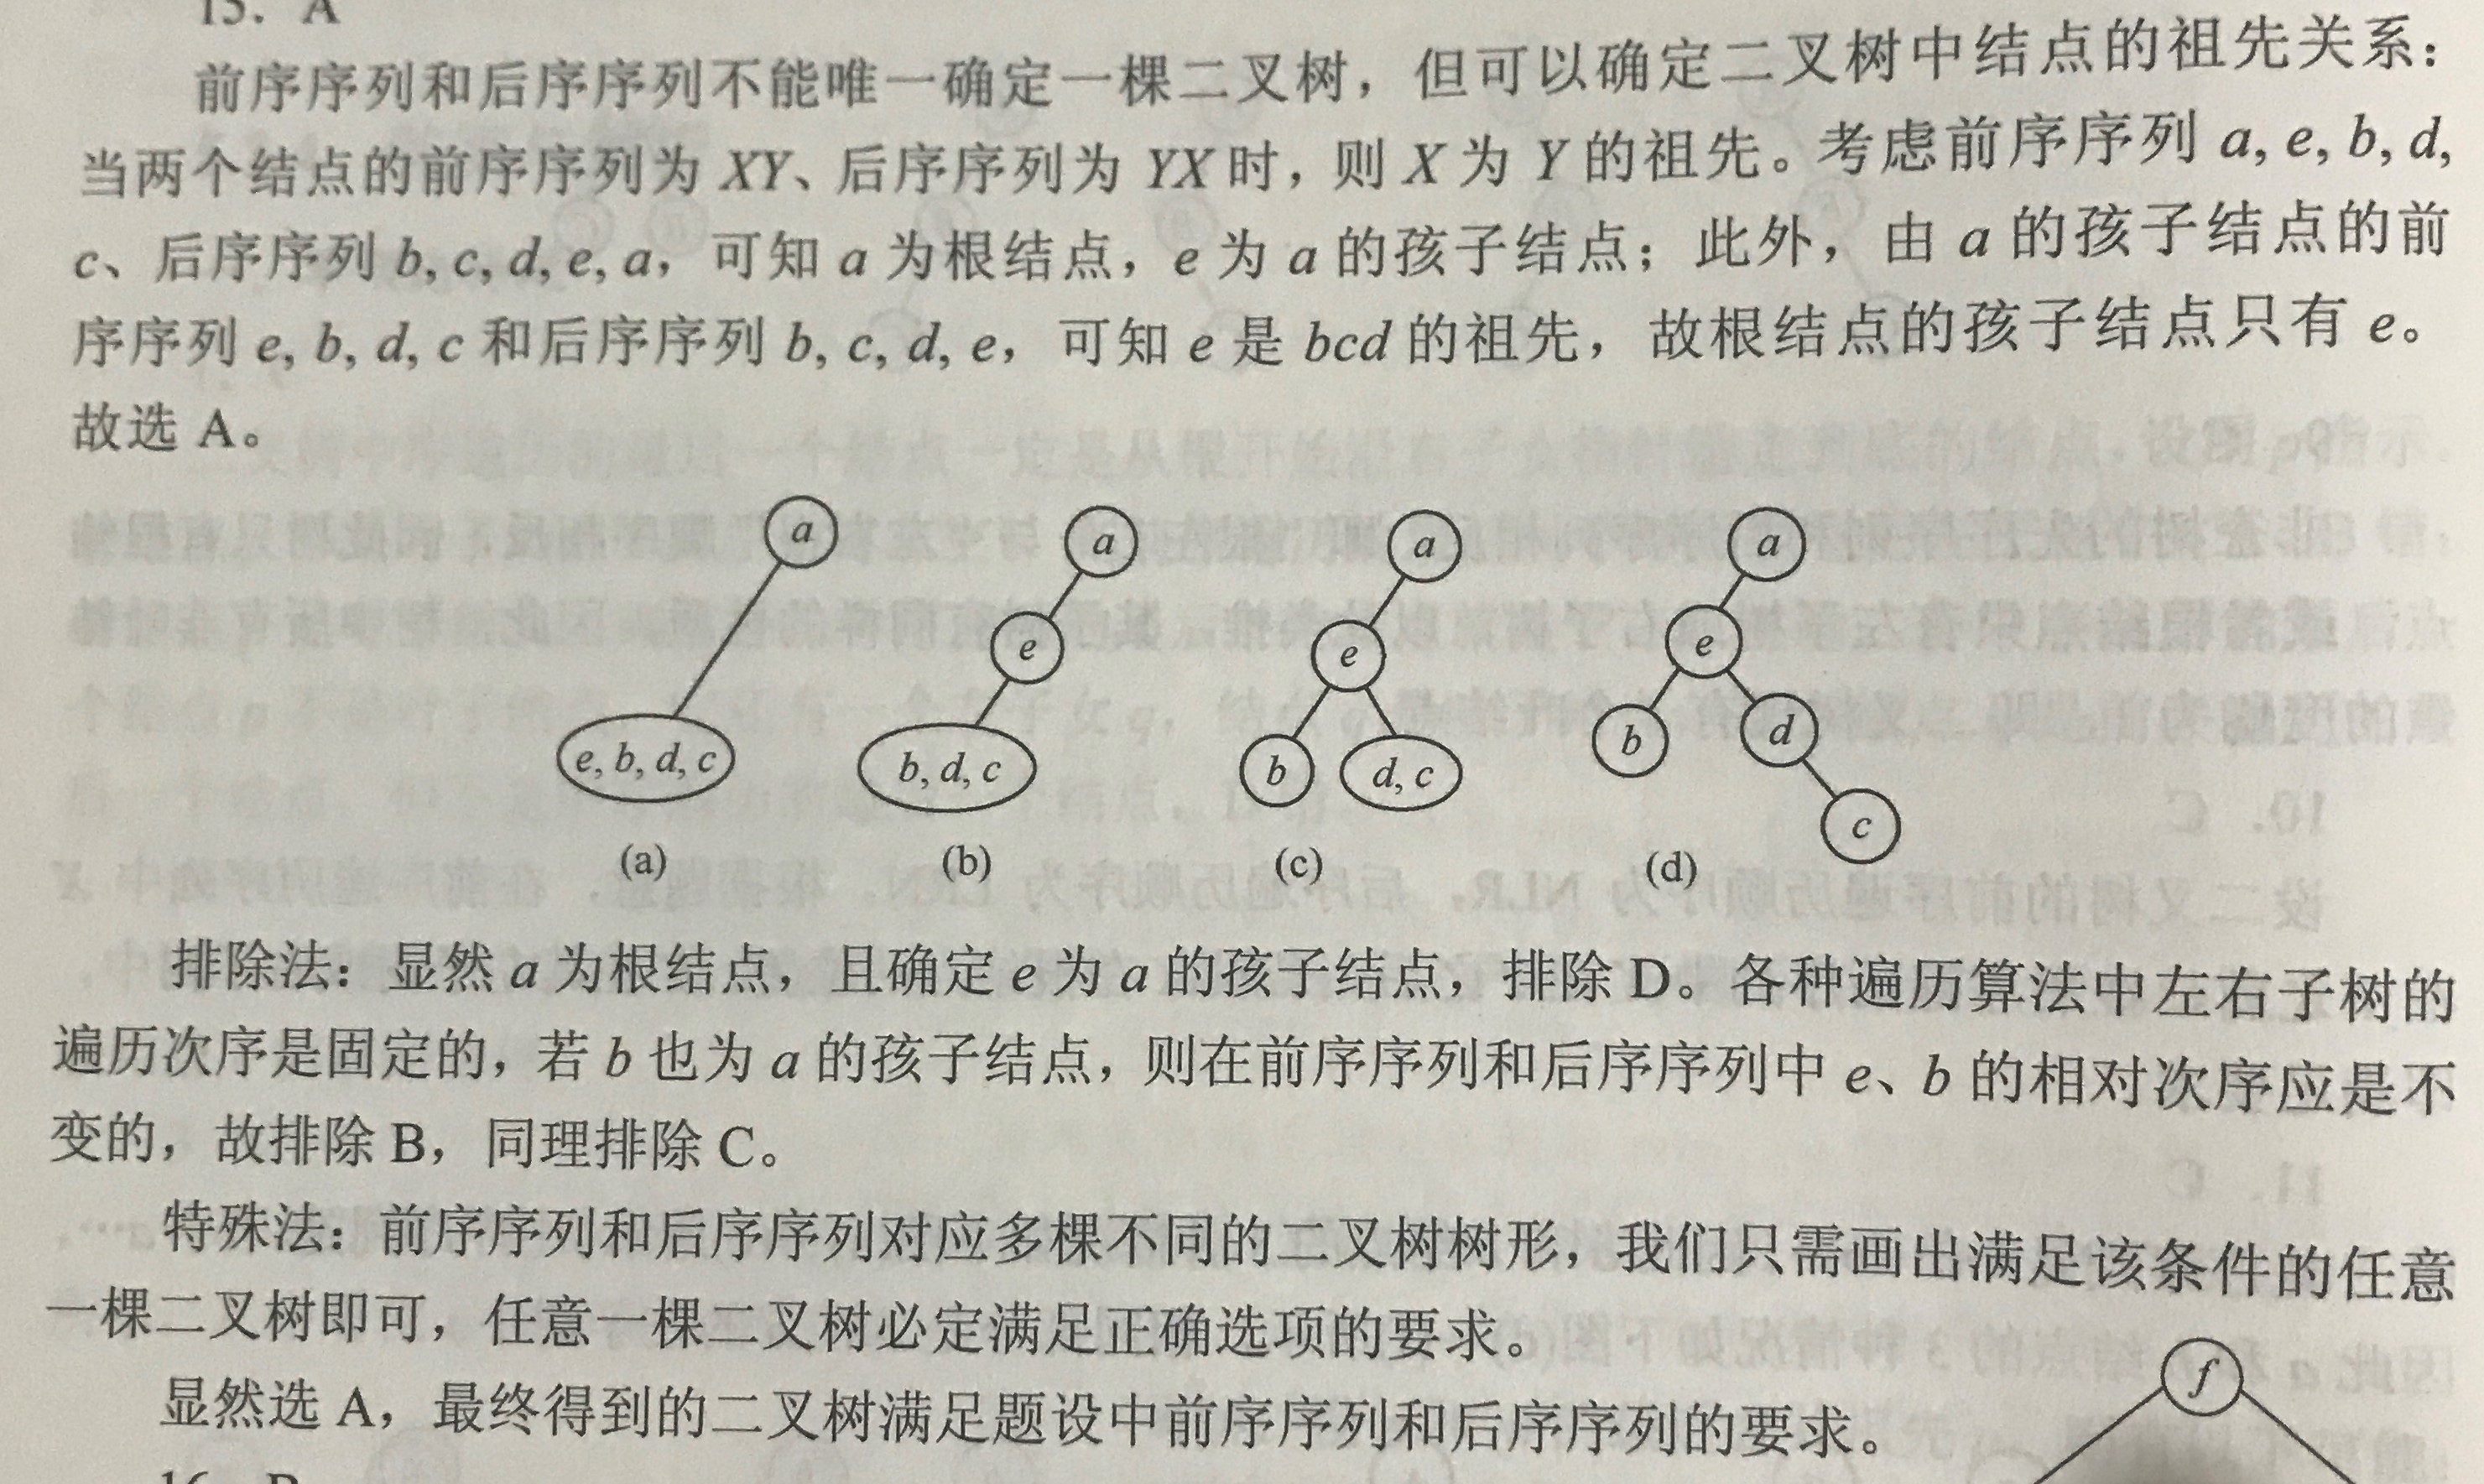 15. A
前序序列和后序序列不能唯一确定一棵二叉树，但可以确定二叉树中结点的祖先关系：
当两个结点的前序序列为 XY、后序序列为 YX 时，则 X 为 Y 的祖先。考虑前序序列 a, e, b, d,
c、后序序列 b, c, d, e, a，可知 a 为根结点，e 为 a 的孩子结点；此外，由 a 的孩子结点的前
序序列 e, b, d, c 和后序序列 b, c, d, e，可知 e 是 bcd 的祖先，故根结点的孩子结点只有 e。
故选 A。
a
e, b, d, c
(a)
a
e
b, d, c
(b)
a
e
b
d, c
(c)
a
e
b
d
c
(d)
排除法：显然 a 为根结点，且确定 e 为 a 的孩子结点，排除 D。各种遍历算法中左右子树的
遍历次序是固定的，若 b 也为 a 的孩子结点，则在前序序列和后序序列中 e、b 的相对次序应是不
变的，故排除 B，同理排除 C。
特殊法：前序序列和后序序列对应多棵不同的二叉树树形，我们只需画出满足该条件的任意
一棵二叉树即可，任意一棵二叉树必定满足正确选项的要求。
显然选 A，最终得到的二叉树满足题设中前序序列和后序序列的要求。
f